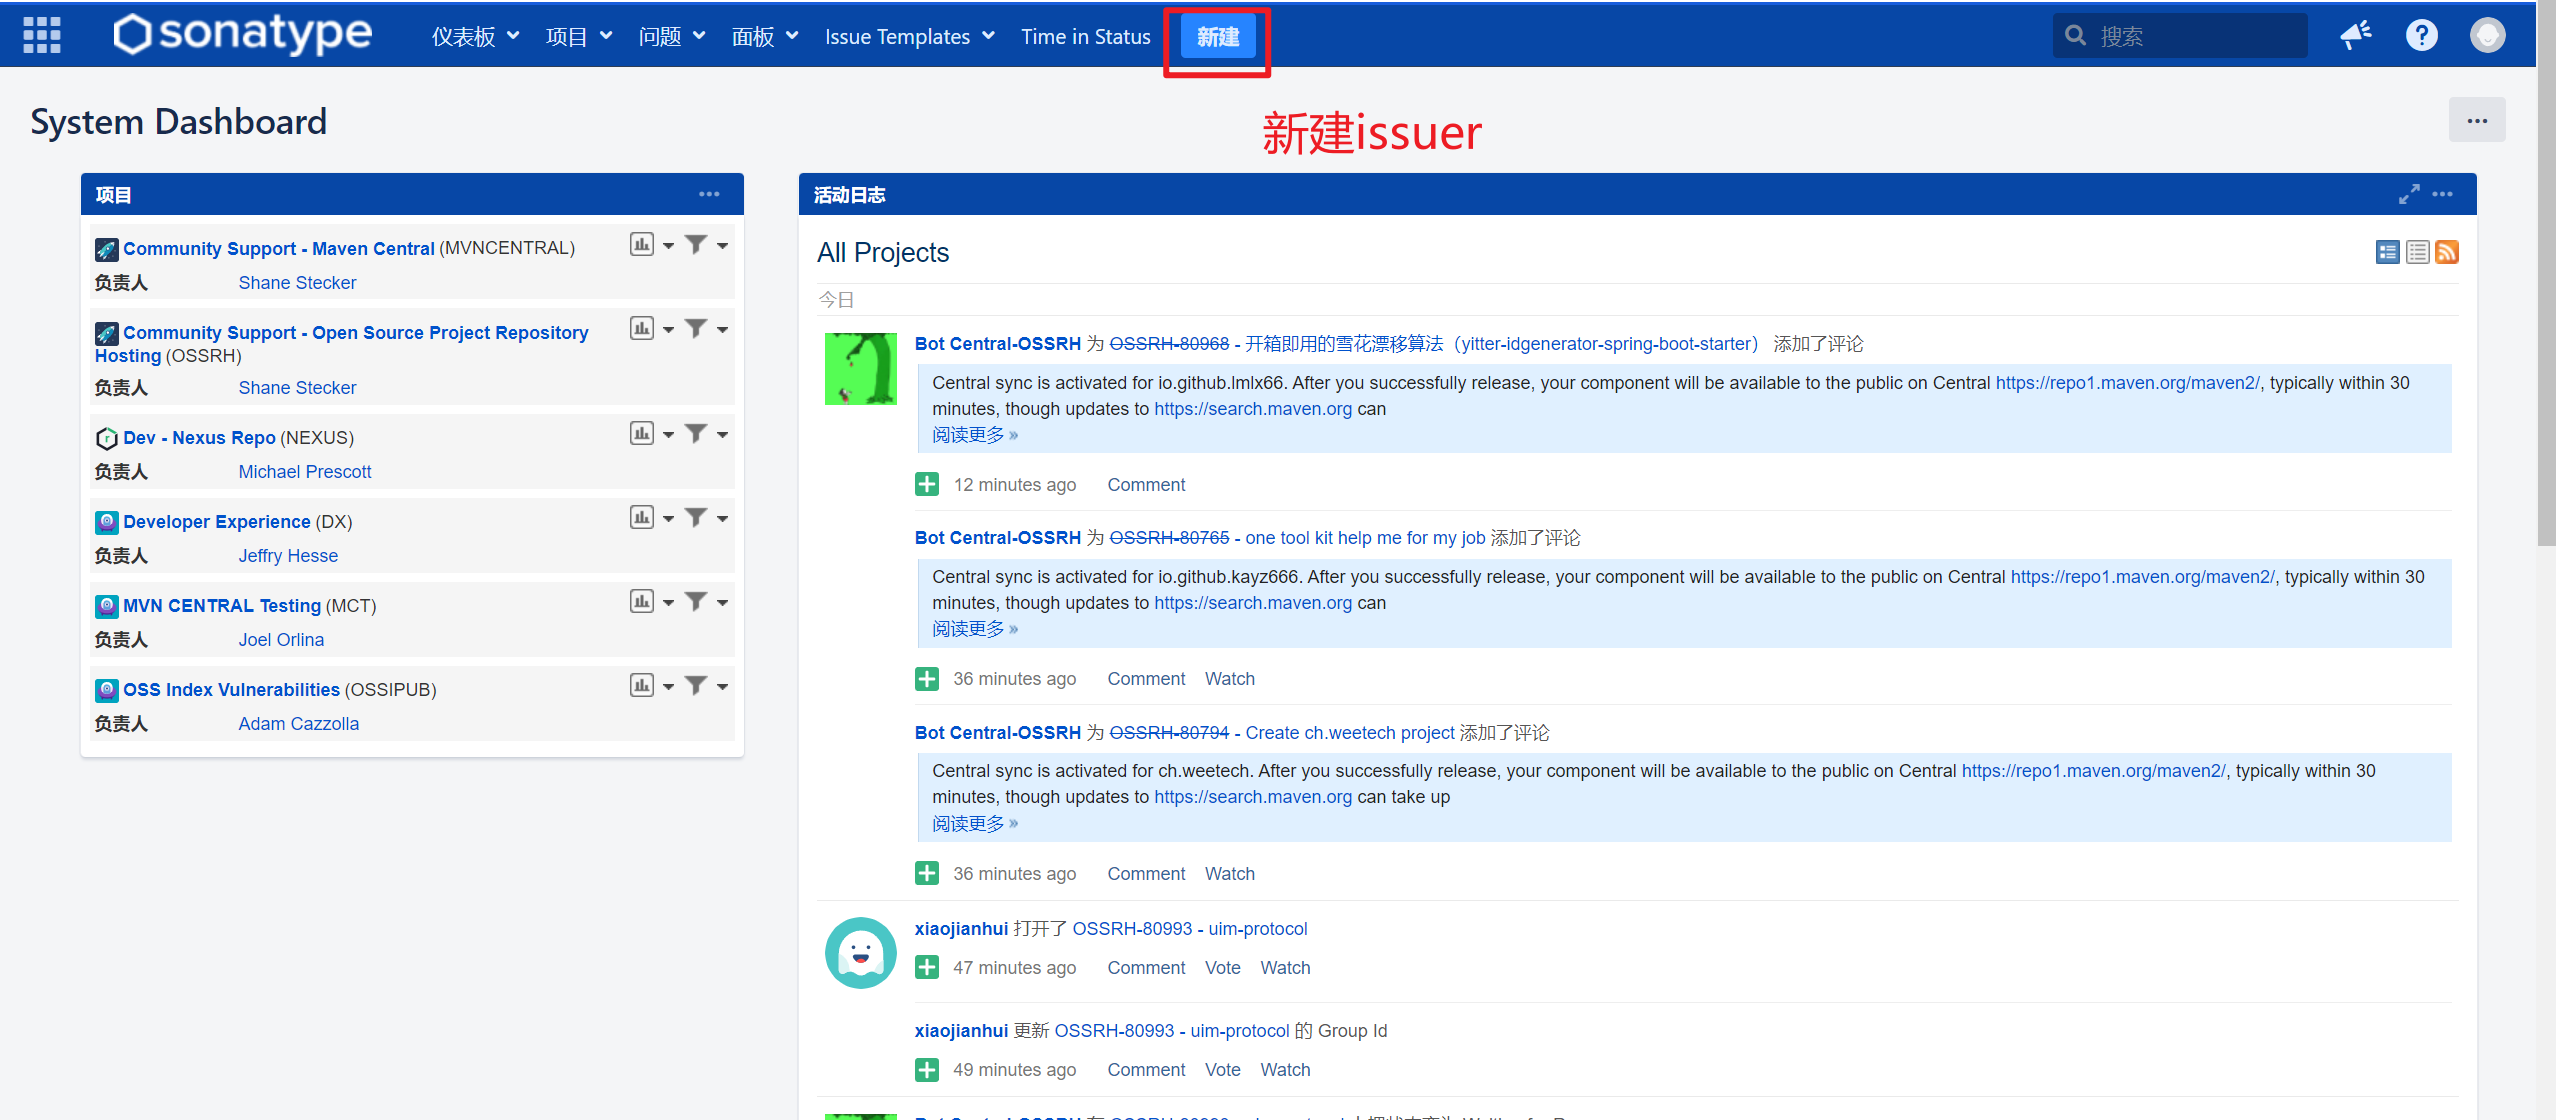 sonatype 仪表板 项目 问题 面板 Issue Templates Time in Status 新建 搜索
System Dashboard
新建issuer
项目
Community Support - Maven Central (MVNCENTRAL)
负责人 Shane Stecker
Community Support - Open Source Project Repository
Hosting (OSSRH)
负责人 Shane Stecker
Dev - Nexus Repo (NEXUS)
负责人 Michael Prescott
Developer Experience (DX)
负责人 Jeffry Hesse
MVN CENTRAL Testing (MCT)
负责人 Joel Orlina
OSS Index Vulnerabilities (OSSIPUB)
负责人 Adam Cazzolla
活动日志
All Projects
今日
Bot Central-OSSRH 为 OSSRH-80968 - 开箱即用的雪花漂移算法（yitter-idgenerator-spring-boot-starter） 添加了评论
Central sync is activated for io.github.lmlx66. After you successfully release, your component will be available to the public on Central https://repo1.maven.org/maven2/, typically within 30
minutes, though updates to https://search.maven.org can
阅读更多 »
12 minutes ago Comment
Bot Central-OSSRH 为 OSSRH-80765 - one tool kit help me for my job 添加了评论
Central sync is activated for io.github.kayz666. After you successfully release, your component will be available to the public on Central https://repo1.maven.org/maven2/, typically within 30
minutes, though updates to https://search.maven.org can
阅读更多 »
36 minutes ago Comment Watch
Bot Central-OSSRH 为 OSSRH-80794 - Create ch.weetech project 添加了评论
Central sync is activated for ch.weetech. After you successfully release, your component will be available to the public on Central https://repo1.maven.org/maven2/, typically within 30
minutes, though updates to https://search.maven.org can take up
阅读更多 »
36 minutes ago Comment Watch
xiaojianhui 打开了 OSSRH-80993 - uim-protocol
47 minutes ago Comment Vote Watch
xiaojianhui 更新 OSSRH-80993 - uim-protocol 的 Group Id
49 minutes ago Comment Vote Watch